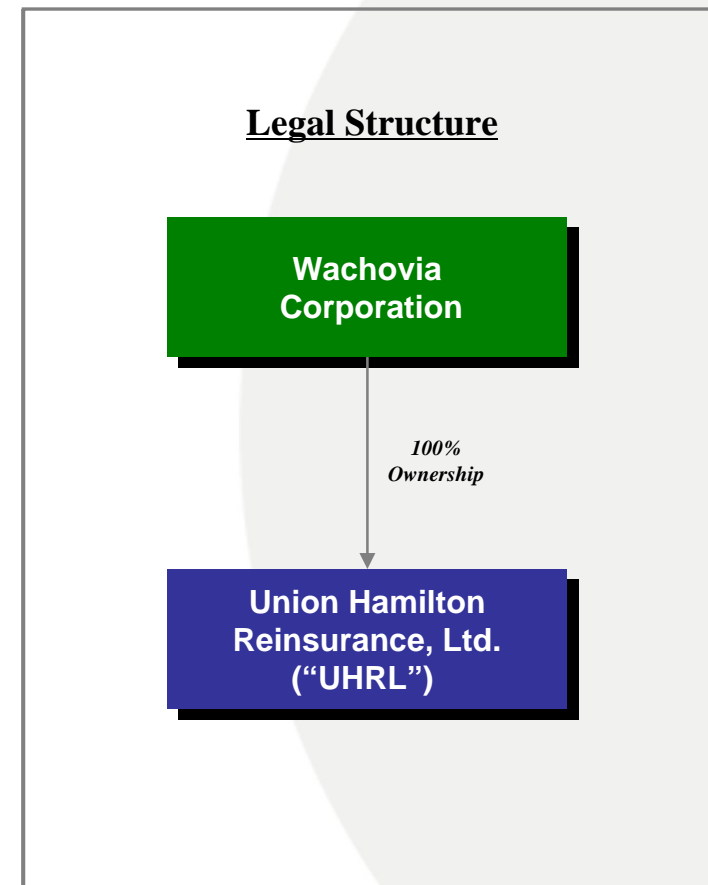 Legal Structure
Wachovia
Corporation
100%
Ownership
Union Hamilton
Reinsurance, Ltd.
(“UHRL”)